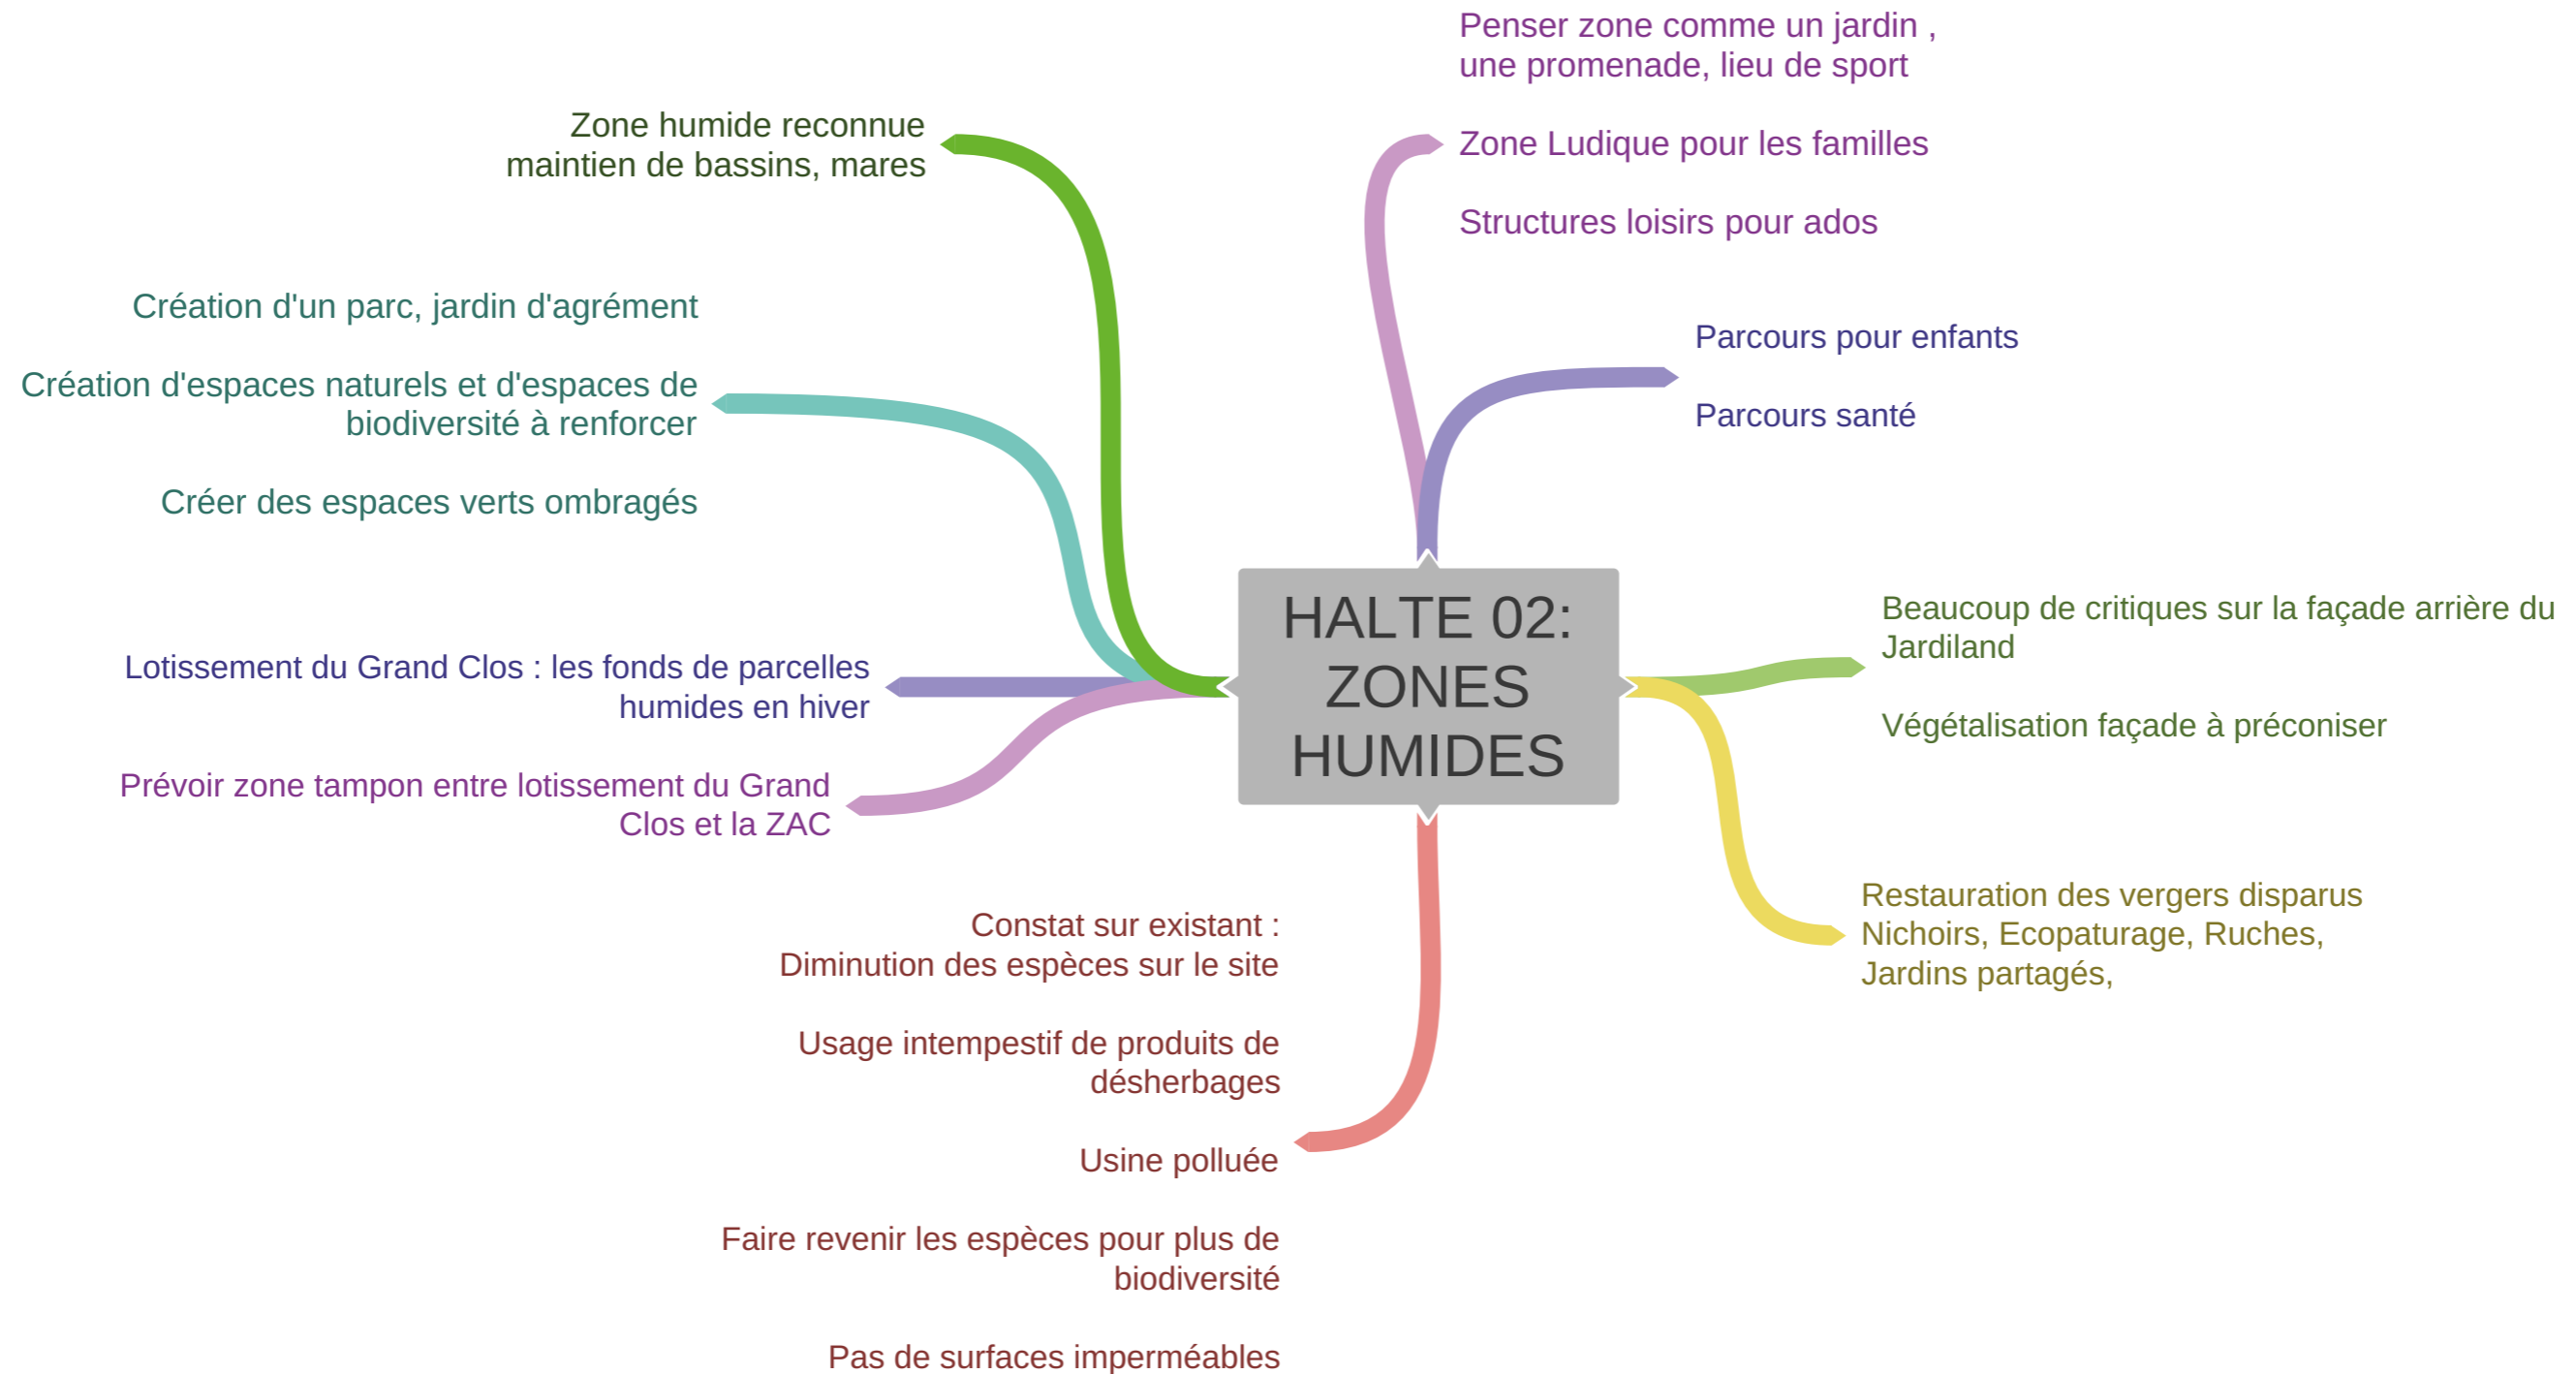 Penser zone comme un jardin ,
une promenade, lieu de sport
Zone Ludique pour les familles
Structures loisirs pour ados
Zone humide reconnue
maintien de bassins, mares
Création d'un parc, jardin d'agrément
Création d'espaces naturels et d'espaces de
biodiversité à renforcer
Créer des espaces verts ombragés
Parcours pour enfants
Parcours santé
HALTE 02:
ZONES
HUMIDES
Lotissement du Grand Clos : les fonds de parcelles
humides en hiver
Prévoir zone tampon entre lotissement du Grand
Clos et la ZAC
Beaucoup de critiques sur la façade arrière du
Jardiland
Végétalisation façade à préconiser
Restauration des vergers disparus
Nichoirs, Ecopaturage, Ruches,
Jardins partagés,
Constat sur existant :
Diminution des espèces sur le site
Usage intempestif de produits de
désherbages
Usine polluée
Faire revenir les espèces pour plus de
biodiversité
Pas de surfaces imperméables